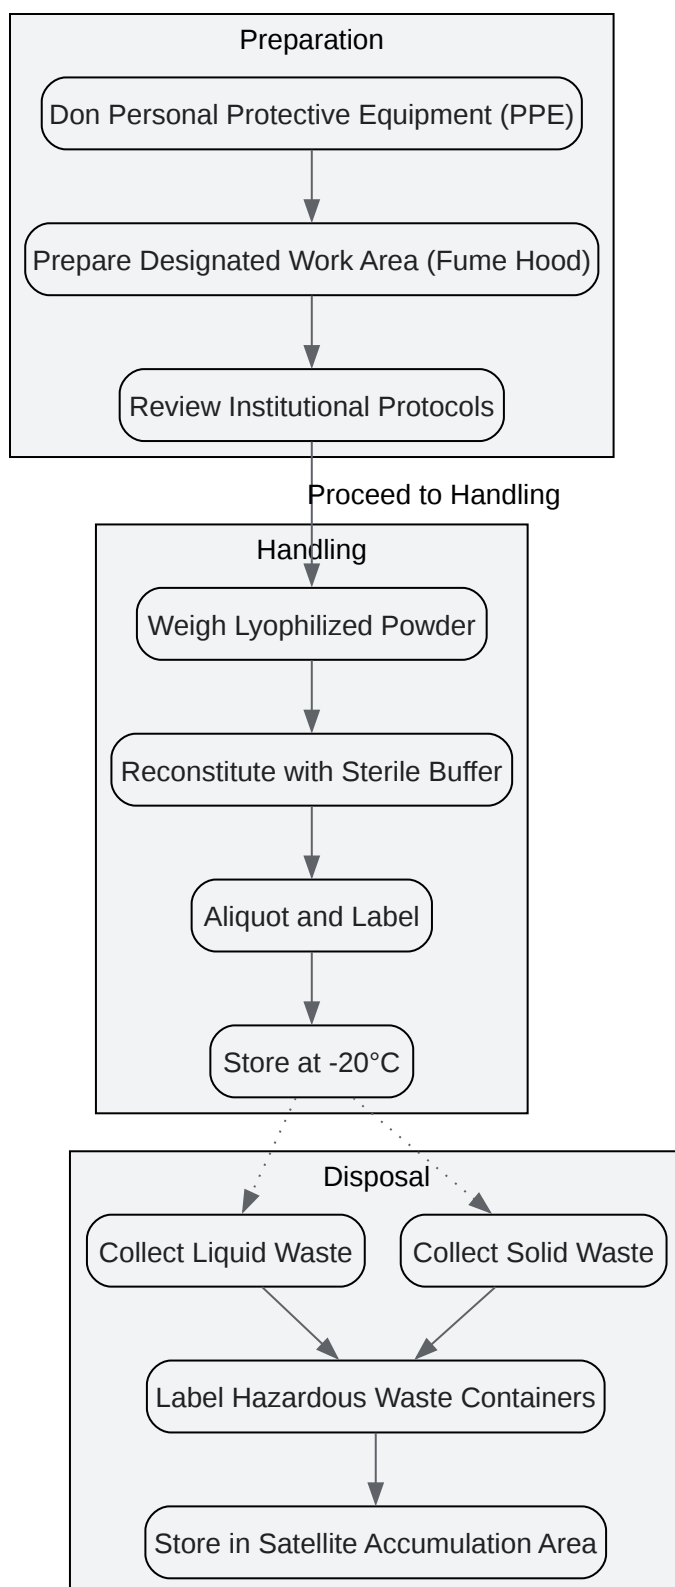 Preparation
Don Personal Protective Equipment (PPE)
Prepare Designated Work Area (Fume Hood)
Review Institutional Protocols
Proceed to Handling
Handling
Weigh Lyophilized Powder
Reconstitute with Sterile Buffer
Aliquot and Label
Store at -20°C
Disposal
Collect Liquid Waste
Collect Solid Waste
Label Hazardous Waste Containers
Store in Satellite Accumulation Area